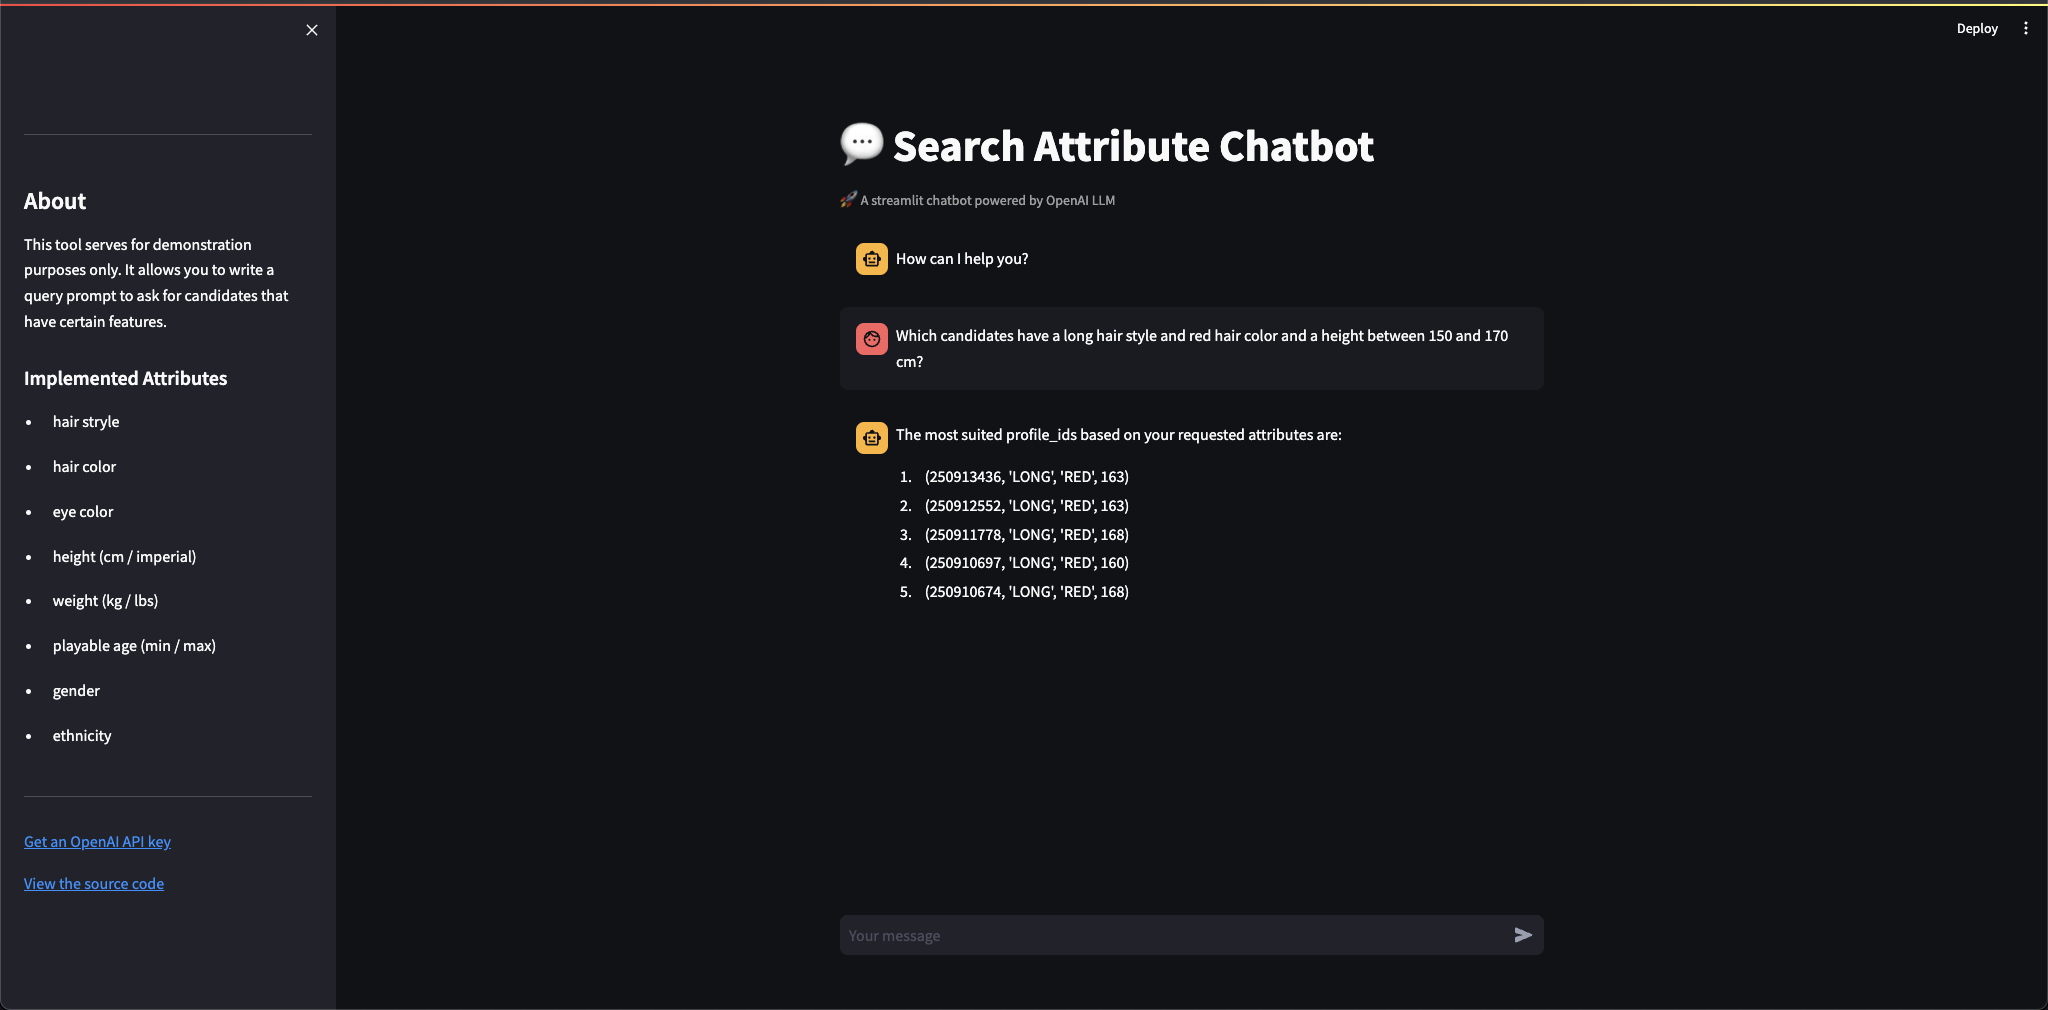 Deploy
About
This tool serves for demonstration
purposes only. It allows you to write a
query prompt to ask for candidates that
have certain features.
Implemented Attributes
• hair stryle
• hair color
• eye color
• height (cm / imperial)
• weight (kg / lbs)
• playable age (min / max)
• gender
• ethnicity
Get an OpenAI API key
View the source code
Search Attribute Chatbot
A streamlit chatbot powered by OpenAI LLM
How can I help you?
Which candidates have a long hair style and red hair color and a height between 150 and 170
cm?
The most suited profile_ids based on your requested attributes are:
1. (250913436, 'LONG', 'RED', 163)
2. (250912552, 'LONG', 'RED', 163)
3. (250911778, 'LONG', 'RED', 168)
4. (250910697, 'LONG', 'RED', 160)
5. (250910674, 'LONG', 'RED', 168)
Your message